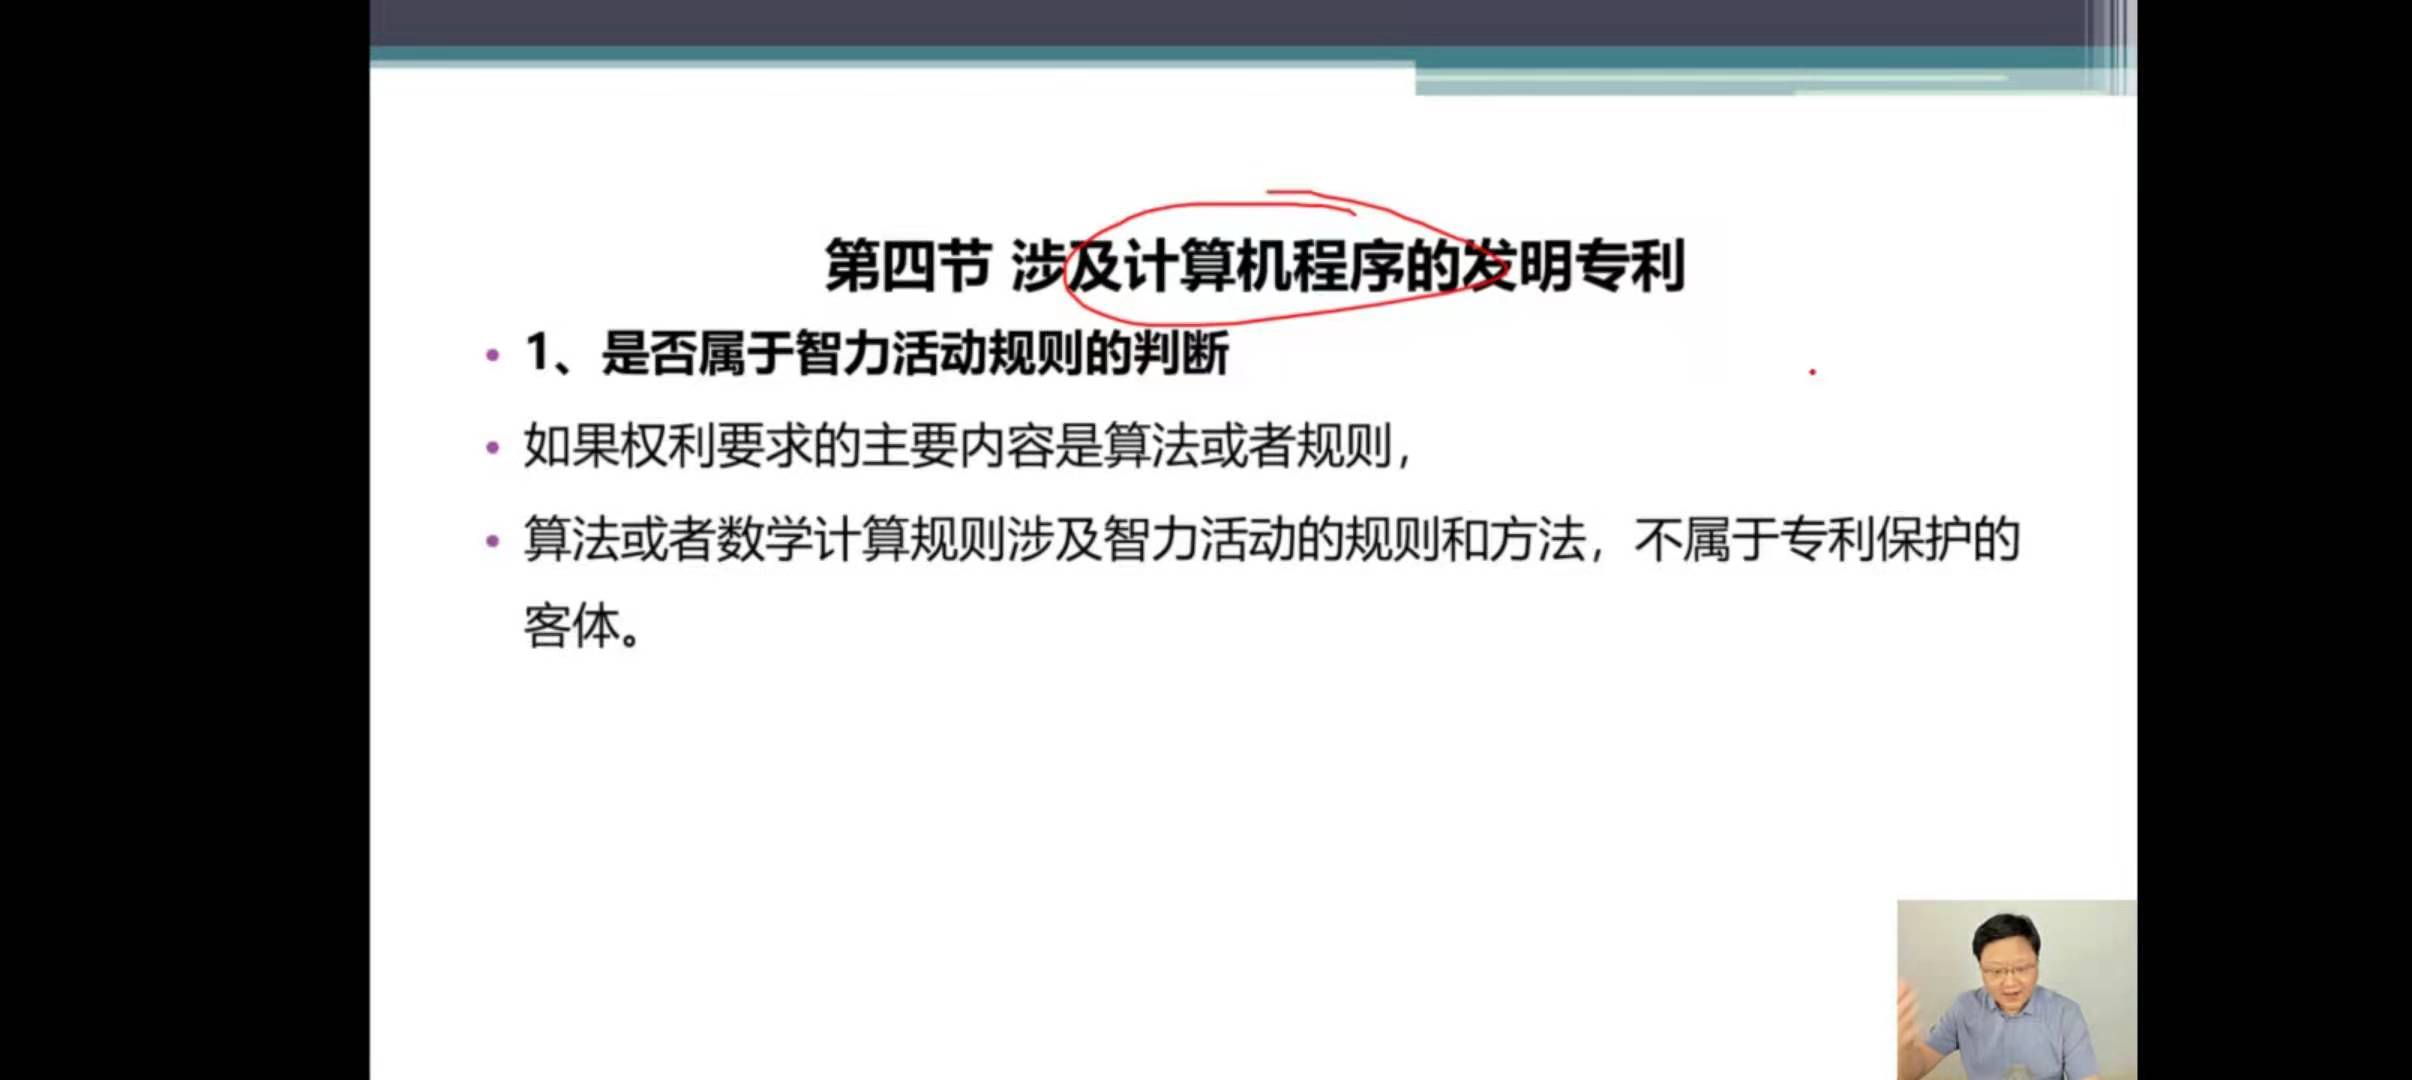 第四节 涉及计算机程序的发明专利
• 1、是否属于智力活动规则的判断
• 如果权利要求的主要内容是算法或者规则，
• 算法或者数学计算规则涉及智力活动的规则和方法，不属于专利保护的
客体。